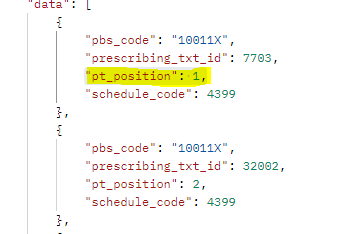 "data": [
{
"pbs_code": "10011X",
"prescribing_txt_id": 7703,
"pt_position": 1,
"schedule_code": 4399
},
{
"pbs_code": "10011X",
"prescribing_txt_id": 32002,
"pt_position": 2,
"schedule_code": 4399
},